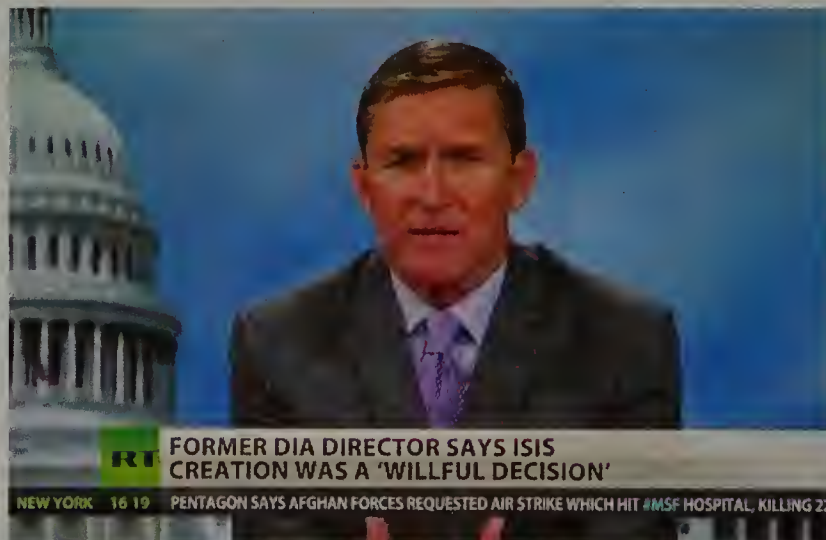 RT
FORMER DIA DIRECTOR SAYS ISIS
CREATION WAS A 'WILLFUL DECISION'
NEW YORK 16 19 PENTAGON SAYS AFGHAN FORCES REQUESTED AIR STRIKE WHICH HIT #MSF HOSPITAL, KILLING 22